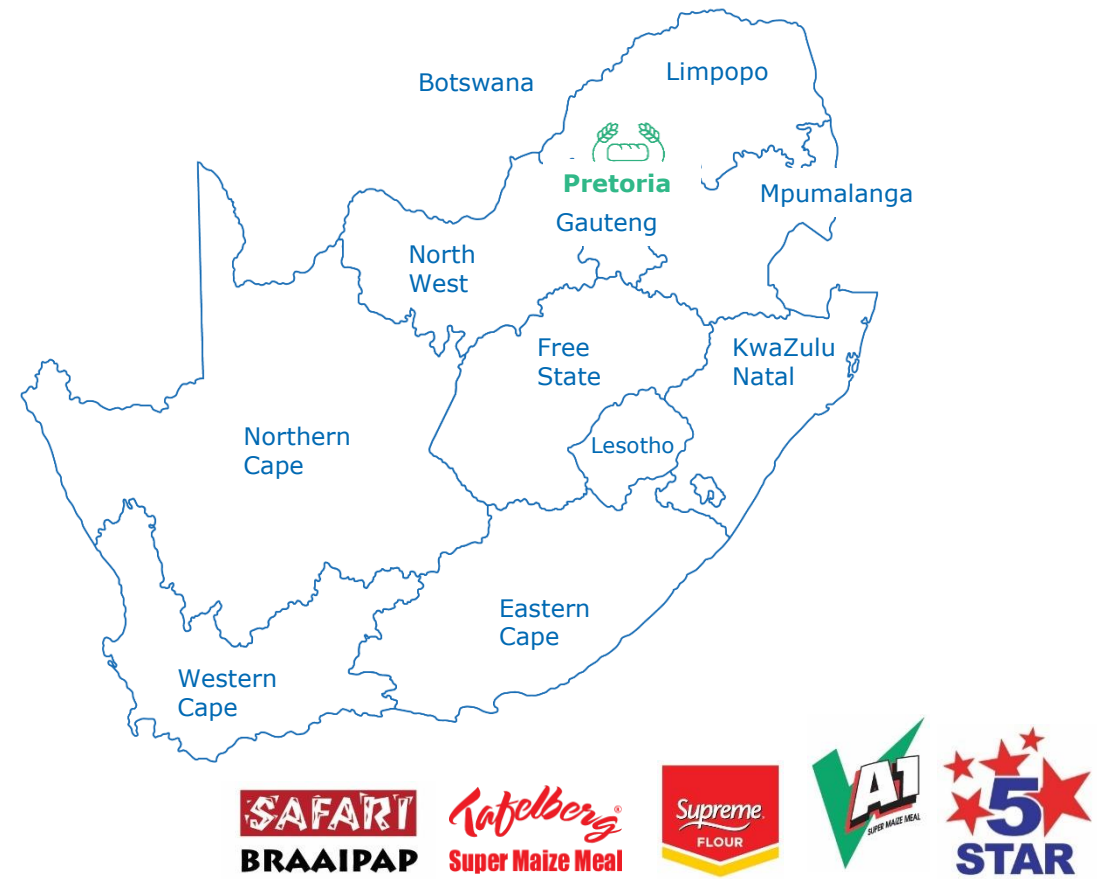 Botswana
Limpopo
Pretoria
Mpumalanga
Gauteng
North
West
Free
State
KwaZulu
Natal
Northern
Cape
Lesotho
Eastern
Cape
Western
Cape
SAFARI
BRAAIPAP
Tafelberg®
Super Maize Meal
Supreme
FLOUR
A1
SUPER MAIZE MEAL
5
STAR